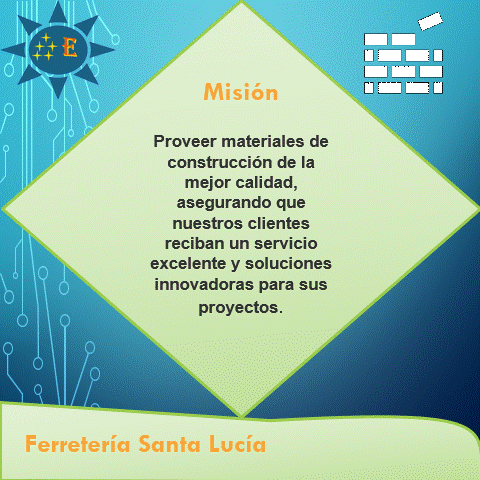 E
Misión
Proveer materiales de
construcción de la
mejor calidad,
asegurando que
nuestros clientes
reciban un servicio
excelente y soluciones
innovadoras para sus
proyectos.
Ferretería Santa Lucía